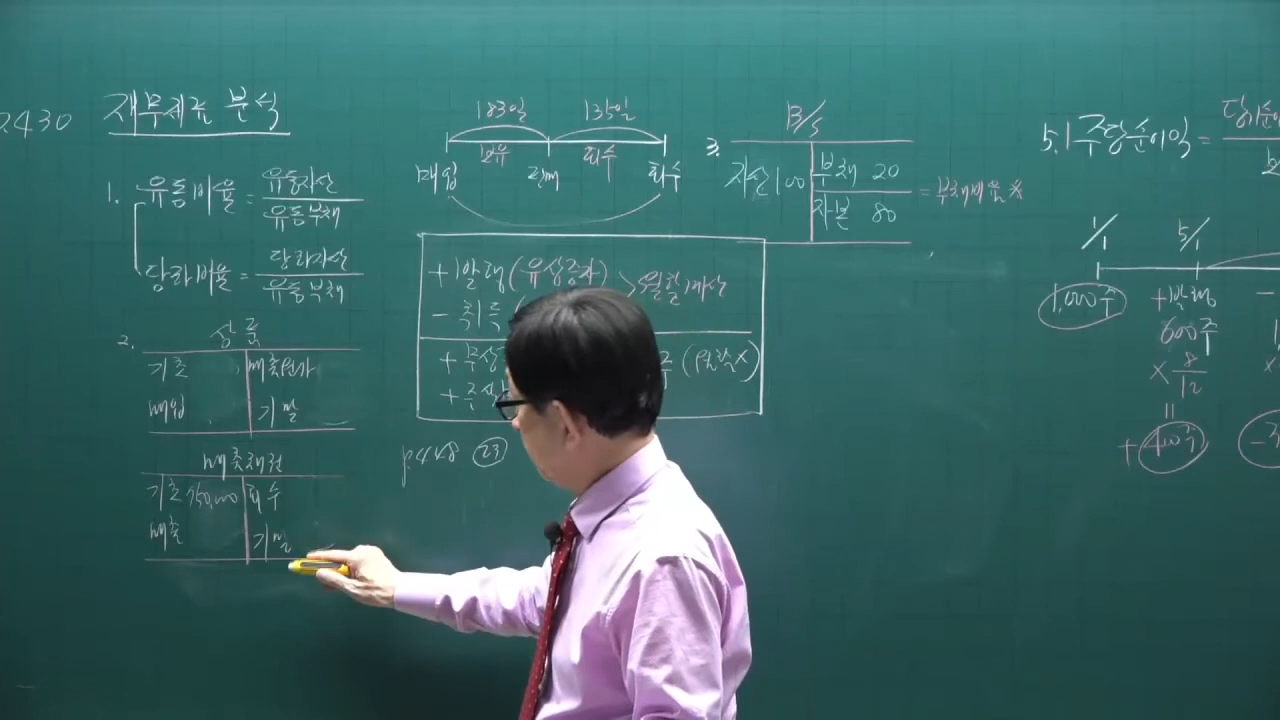 재무제표 분석
1. 유동비율 = 유동자산
유동부채
당좌비율 = 당좌자산
유동부채
2. 상품
기초 매출원가
매입 기말
매출채권
기초 회수
매출 기말
183일 135일
보유 회수
매입 판매 회수
+ 발행 (유상증자) > 월할계산
- 취득
+ 무상
+ 주식
p.448 23
3. B/S
자산 100 부채 20 = 부채비율
자본 80
5. 주당순이익 =
1/1 5/1
1,000주 + 발행 -
600주
× 8
12
=
+ 400주